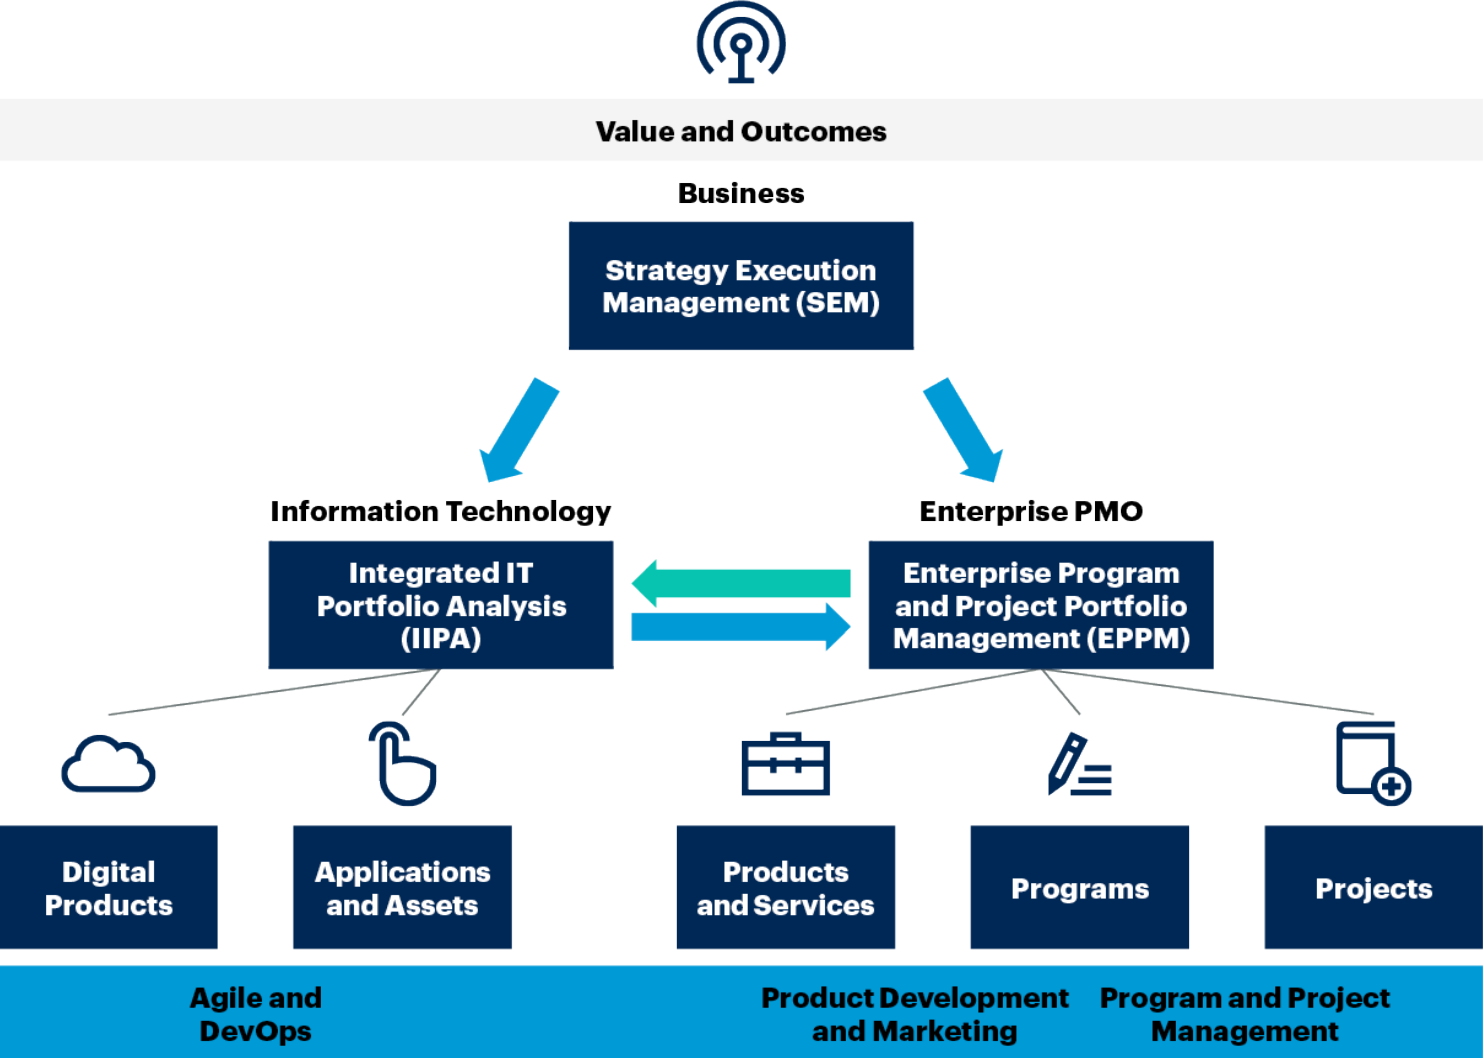 Value and Outcomes
Business
Strategy Execution
Management (SEM)
Information Technology
Enterprise PMO
Integrated IT
Portfolio Analysis
(IIPA)
Enterprise Program
and Project Portfolio
Management (EPPM)
Digital
Products
Applications
and Assets
Products
and Services
Programs
Projects
Agile and
DevOps
Product Development
and Marketing
Program and Project
Management